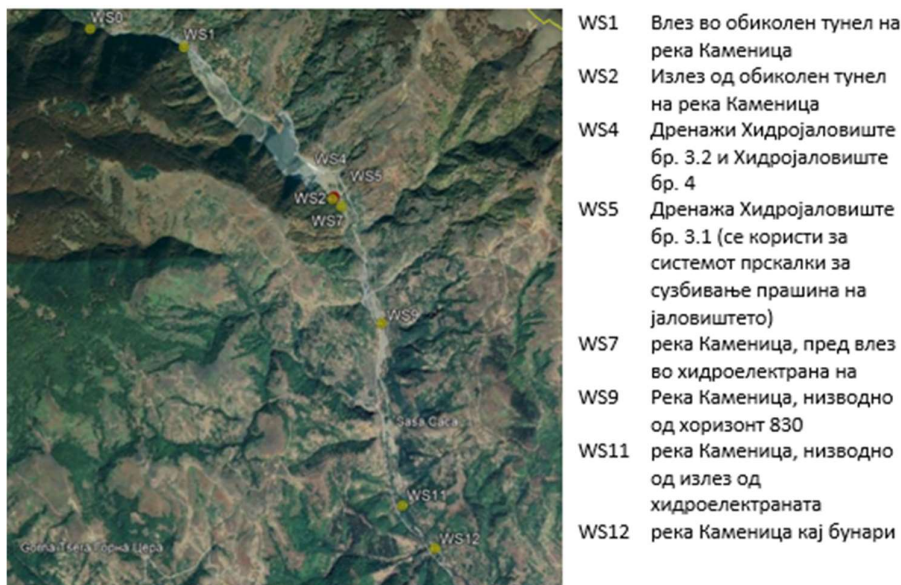 WS0
WS1
WS4
WS5
WS2
WS7
WS9
Sasa Саса
WS11
WS12
Gorna Tsera Горна Цера
WS1 Влез во обиколен тунел на
река Каменица
WS2 Излез од обиколен тунел
на река Каменица
WS4 Дренажи Хидројаловиште
бр. 3.2 и Хидројаловиште
бр. 4
WS5 Дренажа Хидројаловиште
бр. 3.1 (се користи за
системот прскалки за
сузбивање прашина на
јаловиштето)
WS7 река Каменица, пред влез
во хидроелектрана на
WS9 Река Каменица, низводно
од хоризонт 830
WS11 река Каменица, низводно
од излез од
хидроелектраната
WS12 река Каменица кај бунари